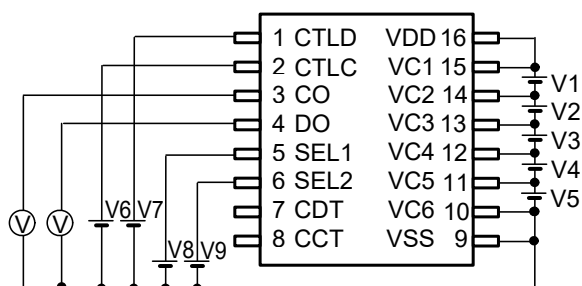 1 CTLD VDD 16
2 CTLC VC1 15
3 CO VC2 14
4 DO VC3 13
5 SEL1 VC4 12
6 SEL2 VC5 11
7 CDT VC6 10
8 CCT VSS 9
V1
V2
V3
V4
V5
V V V6 V7
V8 V9